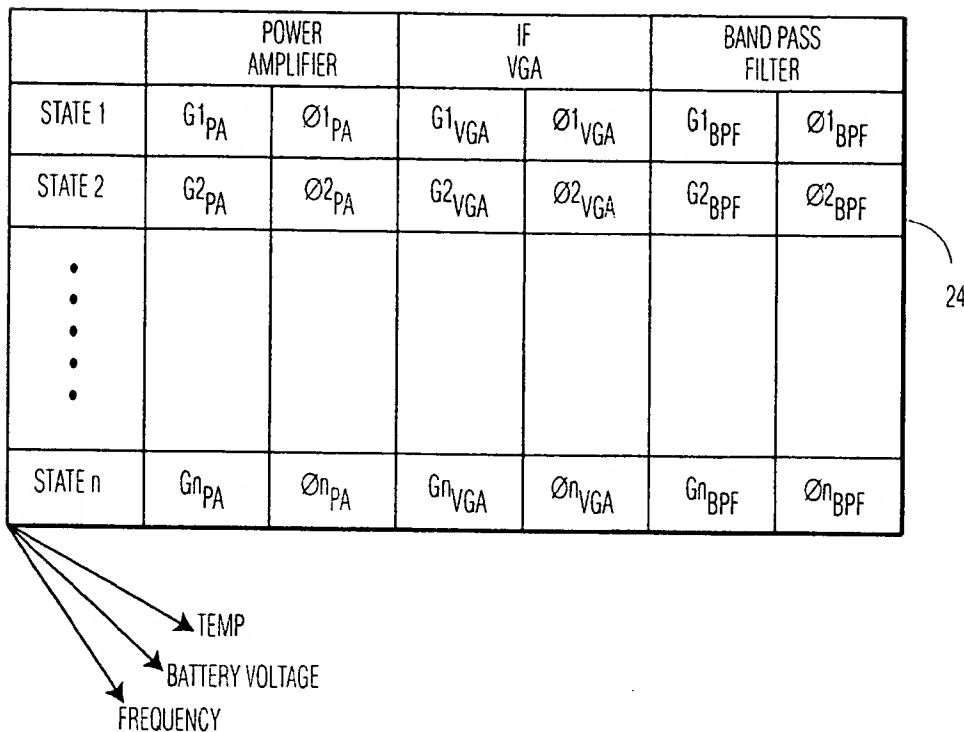 POWER AMPLIFIER IF VGA BAND PASS FILTER
STATE 1 G1PA Ø1PA G1VGA Ø1VGA G1BPF Ø1BPF
STATE 2 G2PA Ø2PA G2VGA Ø2VGA G2BPF Ø2BPF
24
STATE n GnPA ØnPA GnVGA ØnVGA GnBPF ØnBPF
TEMP
BATTERY VOLTAGE
FREQUENCY